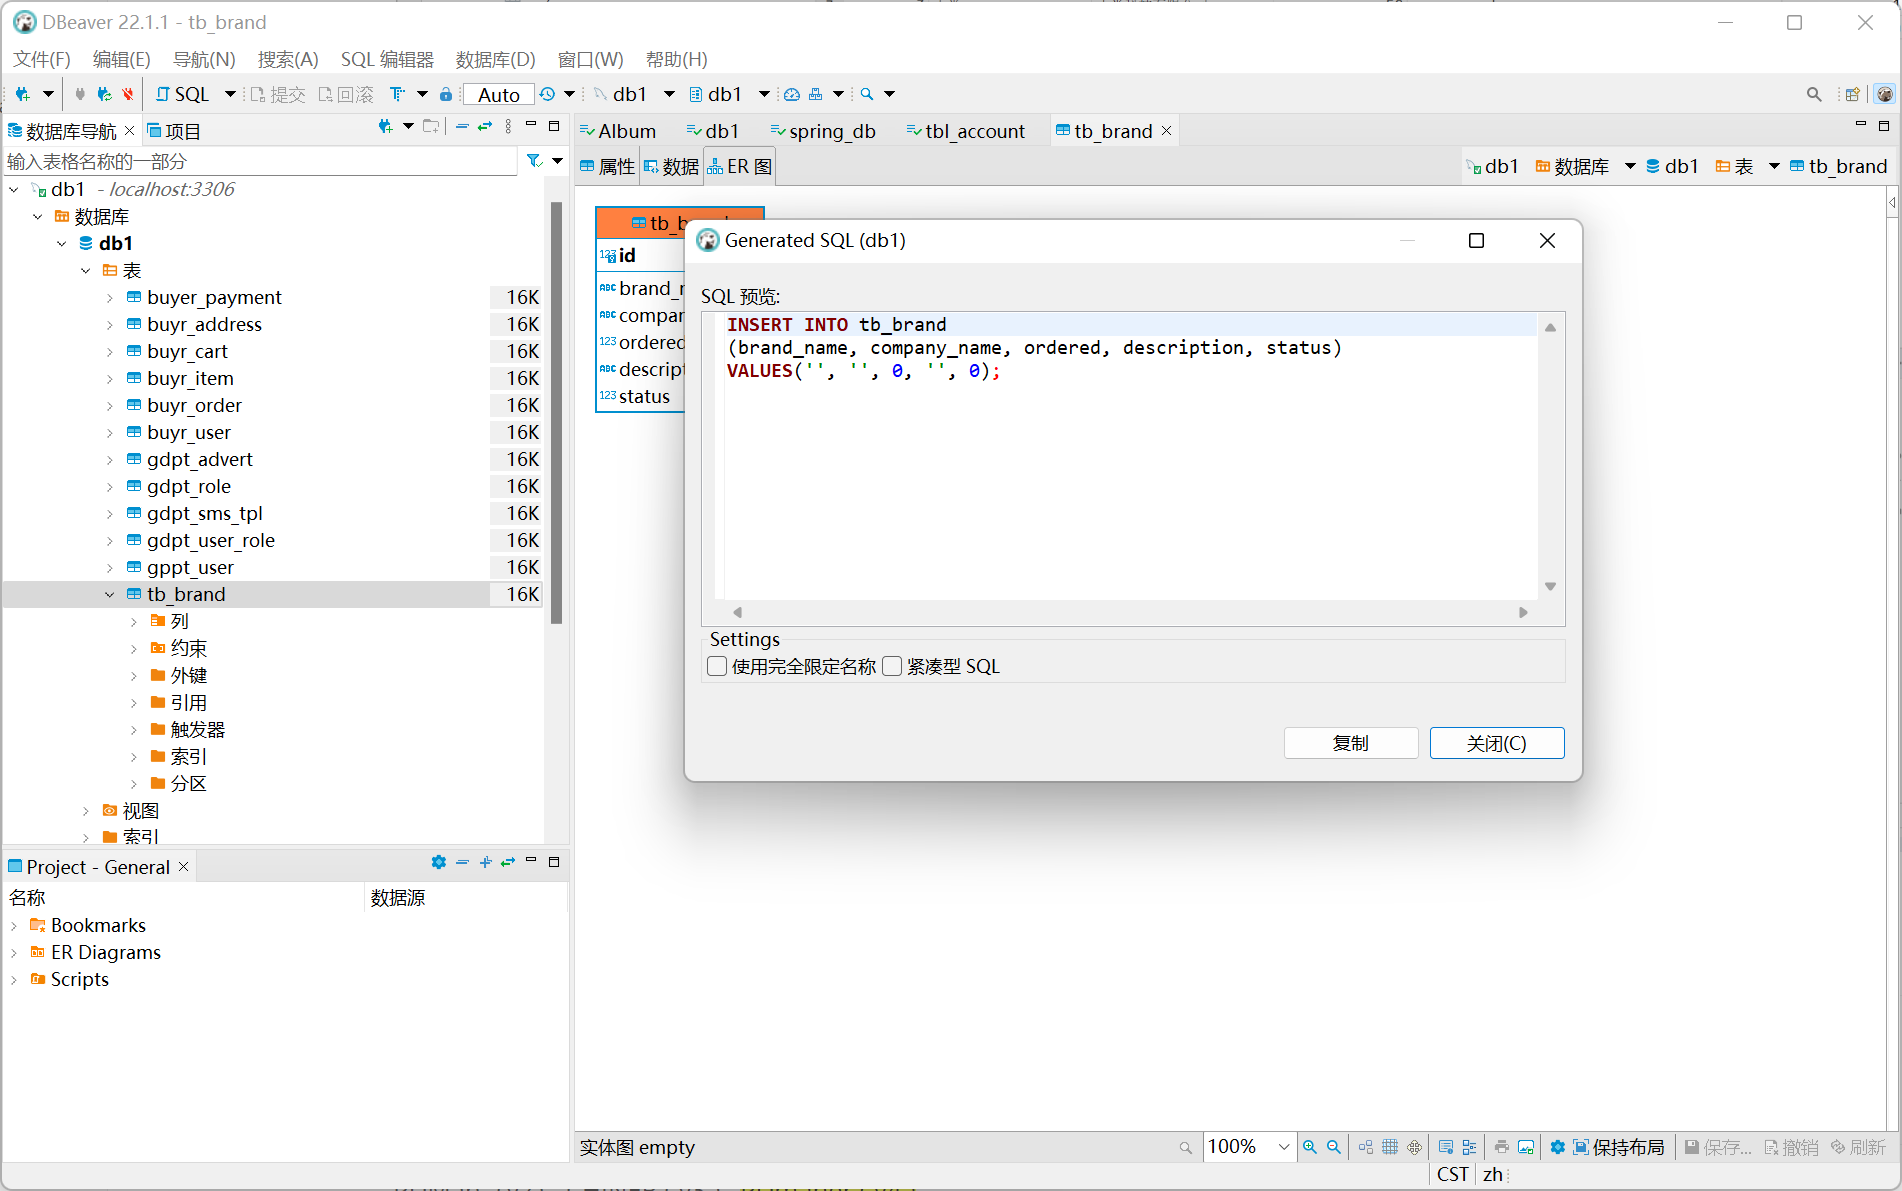 DBeaver 22.1.1 - tb_brand
文件(F) 编辑(E) 导航(N) 搜索(A) SQL 编辑器 数据库(D) 窗口(W) 帮助(H)
SQL 提交 回滚 Auto db1 db1
数据库导航 项目
输入表格名称的一部分
db1 - localhost:3306
数据库
db1
表
buyer_payment 16K
buyr_address 16K
buyr_cart 16K
buyr_item 16K
buyr_order 16K
buyr_user 16K
gdpt_advert 16K
gdpt_role 16K
gdpt_sms_tpl 16K
gdpt_user_role 16K
gppt_user 16K
tb_brand 16K
列
约束
外键
引用
触发器
索引
分区
视图
索引
Project - General
名称 数据源
Bookmarks
ER Diagrams
Scripts
Album db1 spring_db tbl_account tb_brand
属性 数据 ER 图 db1 数据库 db1 表 tb_brand
id
status
Generated SQL (db1)
SQL 预览:
INSERT INTO tb_brand
(brand_name, company_name, ordered, description, status)
VALUES('', '', 0, '', 0);
Settings
使用完全限定名称 紧凑型 SQL
复制 关闭(C)
实体图 empty 100% 保持布局 保存... 撤销 刷新
CST zh